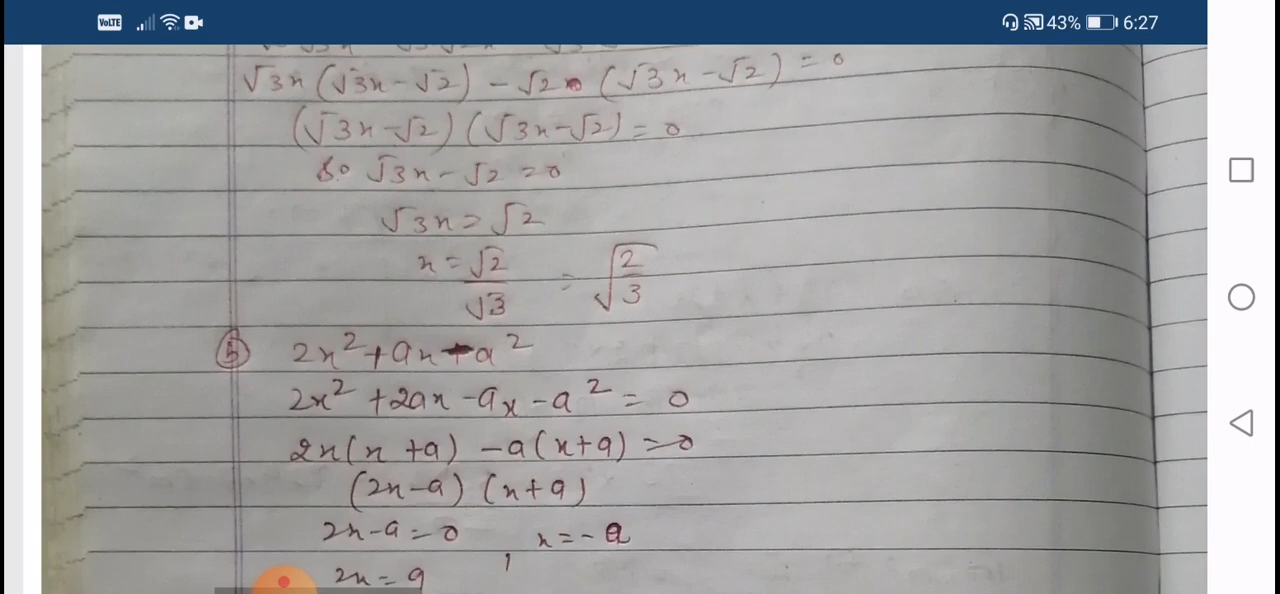 VoLTE 43% 6:27
√3x (√3x-√2) - √2 (√3x-√2) = 0
(√3x-√2) (√3x-√2) = 0
So √3x - √2 = 0
√3x = √2
x = √2/√3 = √(2/3)
⑤ 2x² + ax - a²
2x² + 2ax - ax - a² = 0
2x(x + a) - a(x+a) = 0
(2x-a) (x+a)
2x-a = 0 , x = -a
2x = a